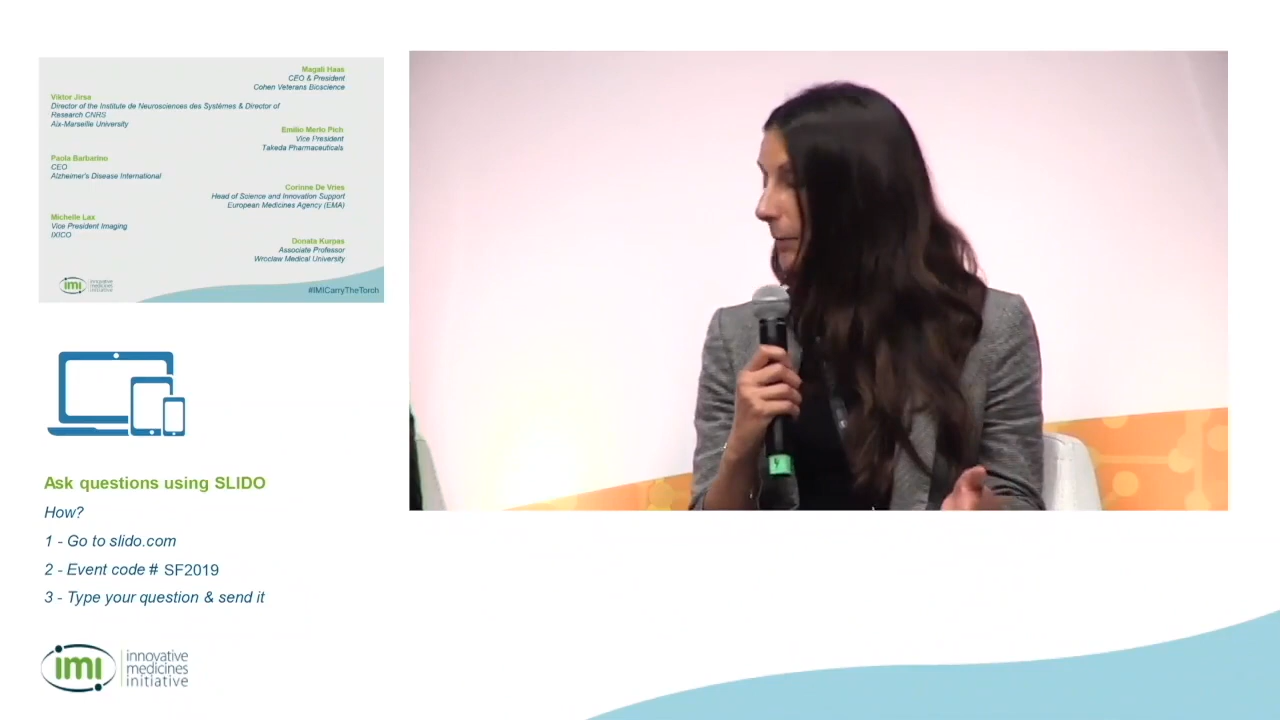 Magali Haas
CEO & President
Cohen Veterans Bioscience
Viktor Jirsa
Director of the Institute de Neurosciences des Systèmes & Director of
Research CNRS
Aix-Marseille University
Emilio Merlo Pich
Vice President
Takeda Pharmaceuticals
Paola Barbarino
CEO
Alzheimer's Disease International
Corinne De Vries
Head of Science and Innovation Support
European Medicines Agency (EMA)
Michelle Lax
Vice President Imaging
IXICO
Donata Kurpas
Associate Professor
Wroclaw Medical University
imi
innovative
medicines
initiative
#IMICarryTheTorch
Ask questions using SLIDO
How?
1 - Go to slido.com
2 - Event code # SF2019
3 - Type your question & send it
imi
innovative
medicines
initiative